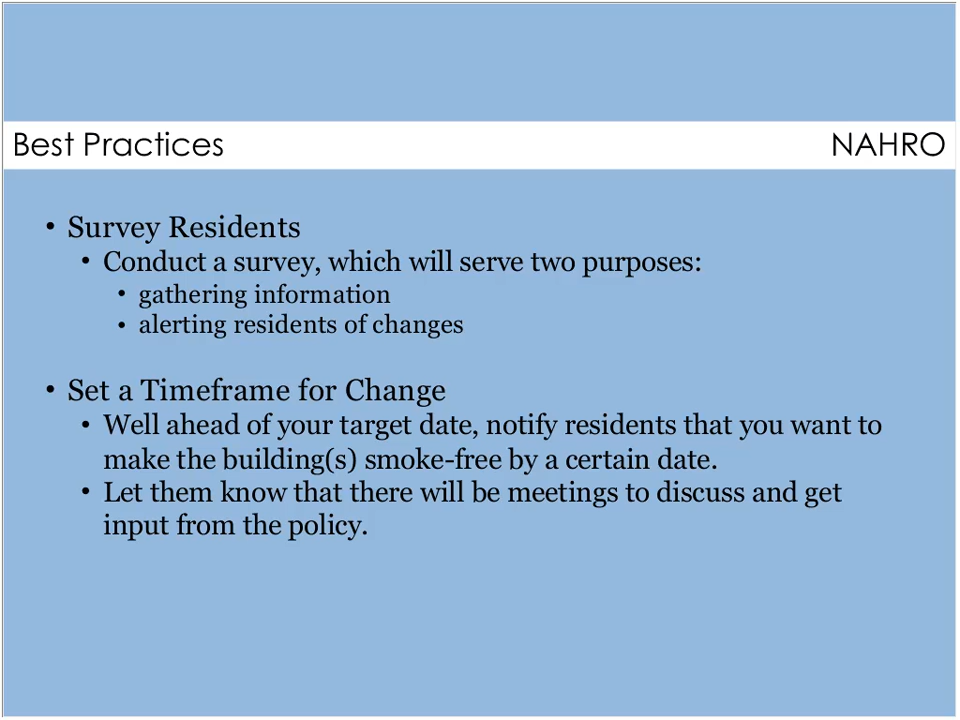 Best Practices NAHRO
• Survey Residents
• Conduct a survey, which will serve two purposes:
• gathering information
• alerting residents of changes
• Set a Timeframe for Change
• Well ahead of your target date, notify residents that you want to
make the building(s) smoke-free by a certain date.
• Let them know that there will be meetings to discuss and get
input from the policy.